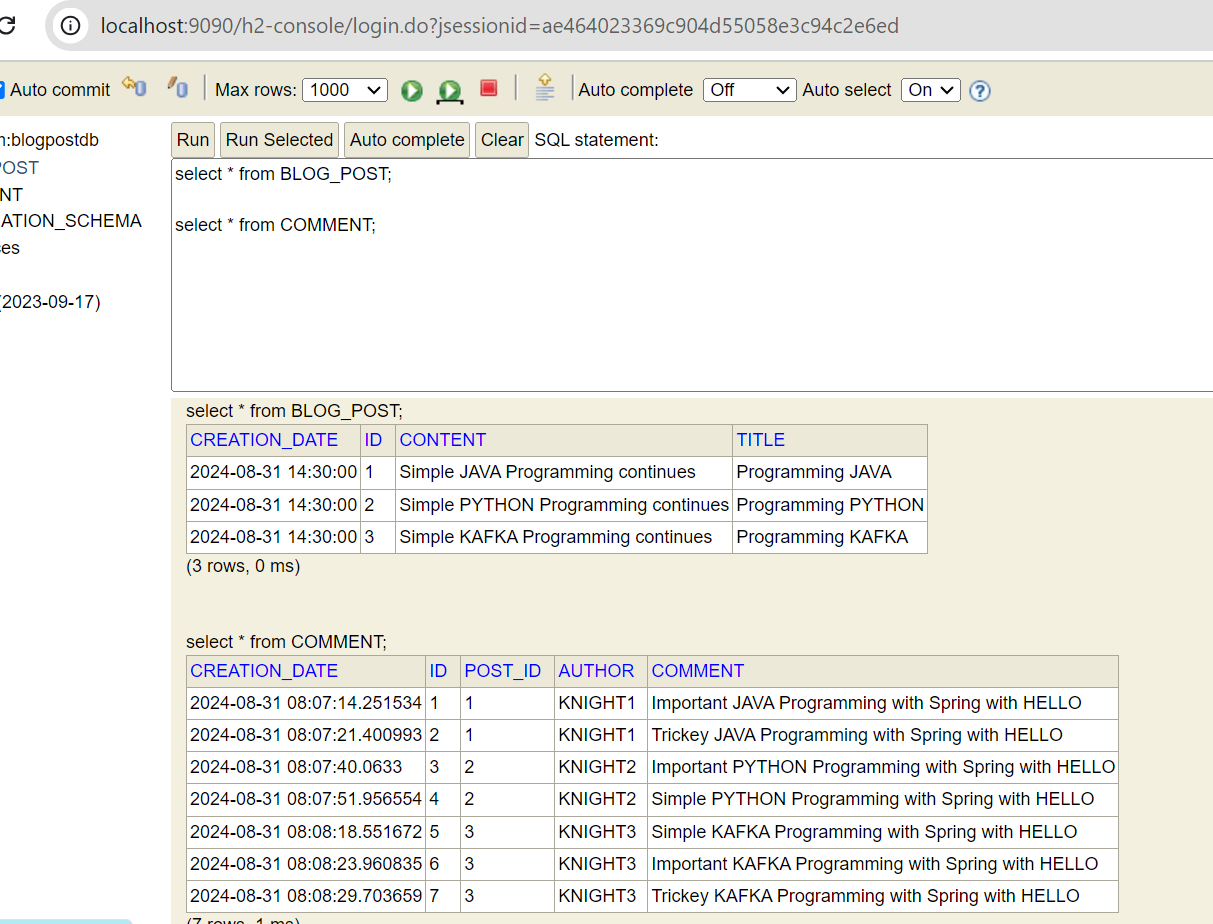 localhost:9090/h2-console/login.do?jsessionid=ae464023369c904d55058e3c94c2e6ed
Auto commit Max rows: 1000 Auto complete Off Auto select On ?
:blogpostdb
Run Run Selected Auto complete Clear SQL statement:
OST
NT
ATION_SCHEMA
es
(2023-09-17)
select * from BLOG_POST;
select * from COMMENT;
select * from BLOG_POST;
CREATION_DATE ID CONTENT TITLE
2024-08-31 14:30:00 1 Simple JAVA Programming continues Programming JAVA
2024-08-31 14:30:00 2 Simple PYTHON Programming continues Programming PYTHON
2024-08-31 14:30:00 3 Simple KAFKA Programming continues Programming KAFKA
(3 rows, 0 ms)
select * from COMMENT;
CREATION_DATE ID POST_ID AUTHOR COMMENT
2024-08-31 08:07:14.251534 1 1 KNIGHT1 Important JAVA Programming with Spring with HELLO
2024-08-31 08:07:21.400993 2 1 KNIGHT1 Trickey JAVA Programming with Spring with HELLO
2024-08-31 08:07:40.0633 3 2 KNIGHT2 Important PYTHON Programming with Spring with HELLO
2024-08-31 08:07:51.956554 4 2 KNIGHT2 Simple PYTHON Programming with Spring with HELLO
2024-08-31 08:08:18.551672 5 3 KNIGHT3 Simple KAFKA Programming with Spring with HELLO
2024-08-31 08:08:23.960835 6 3 KNIGHT3 Important KAFKA Programming with Spring with HELLO
2024-08-31 08:08:29.703659 7 3 KNIGHT3 Trickey KAFKA Programming with Spring with HELLO
(7 rows, 1 ms)